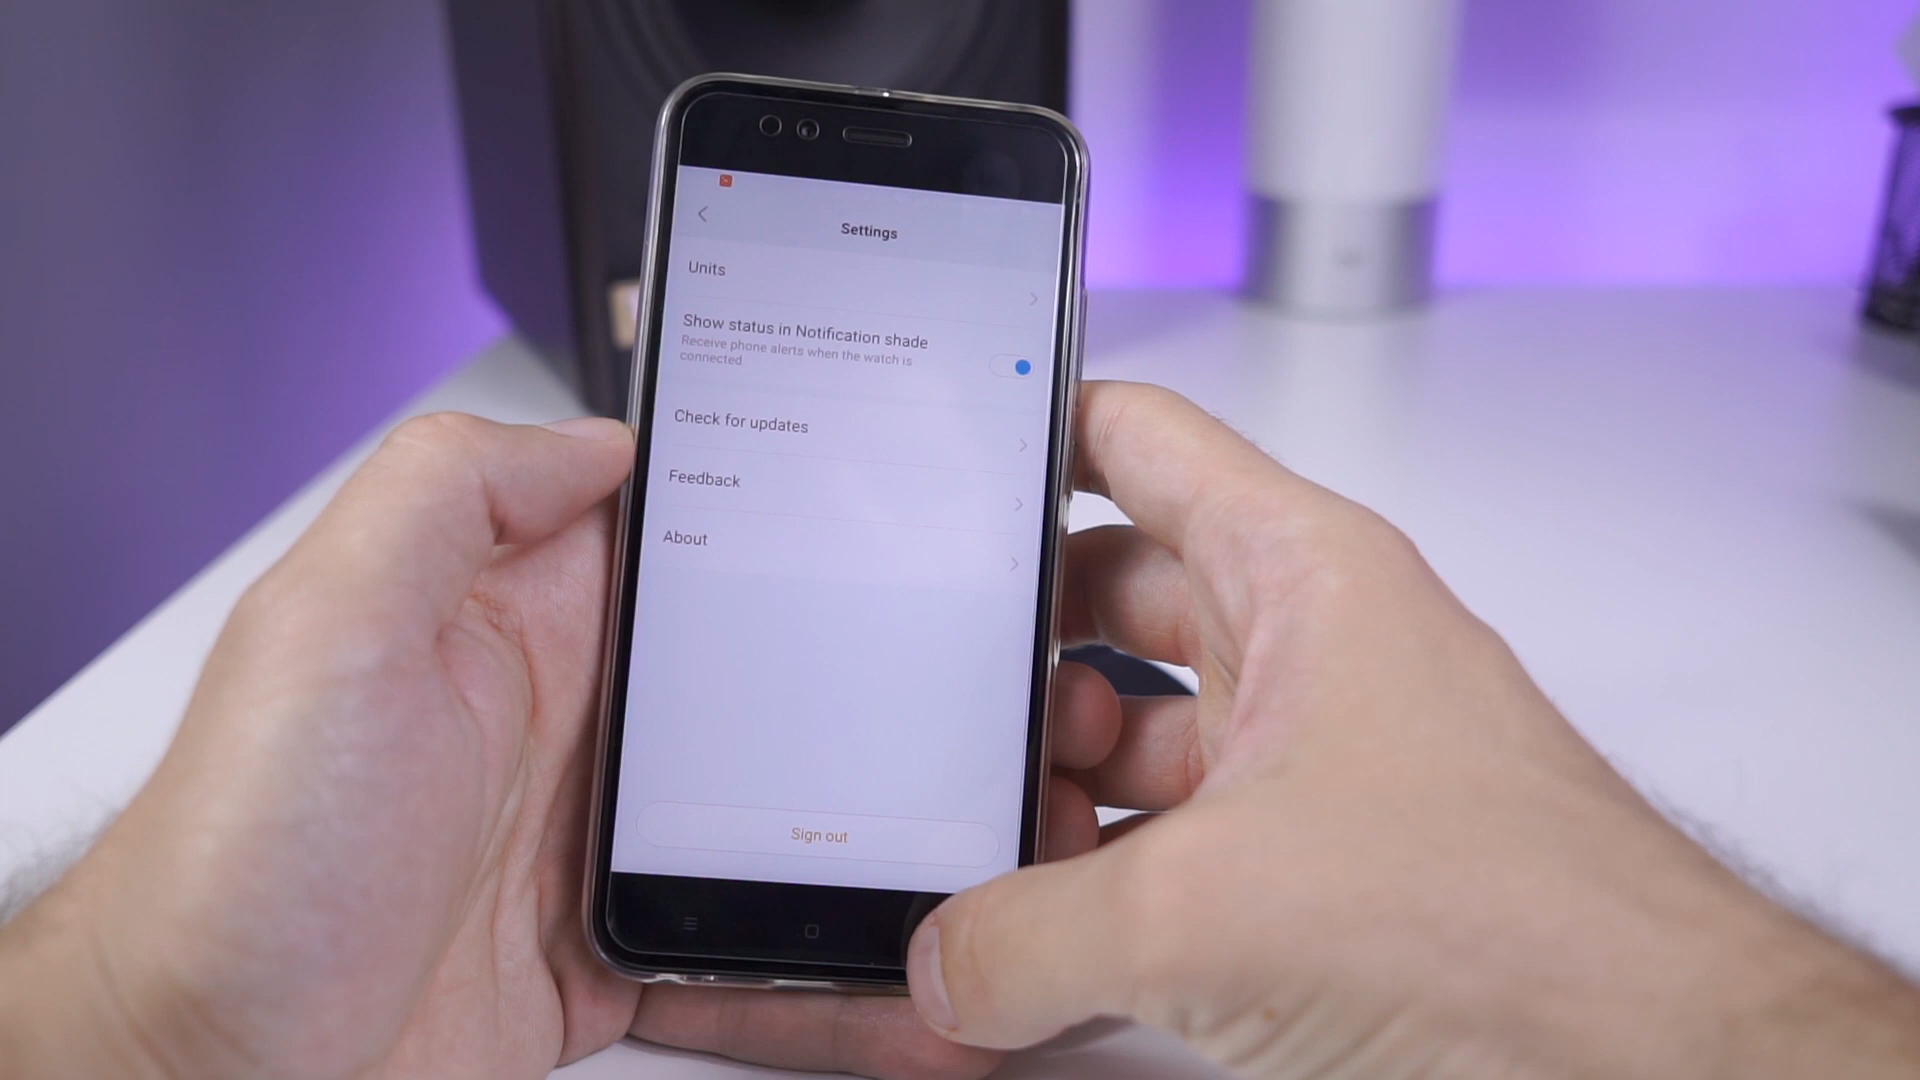 Settings
Units
Show status in Notification shade
Receive phone alerts when the watch is
connected
Check for updates
Feedback
About
Sign out